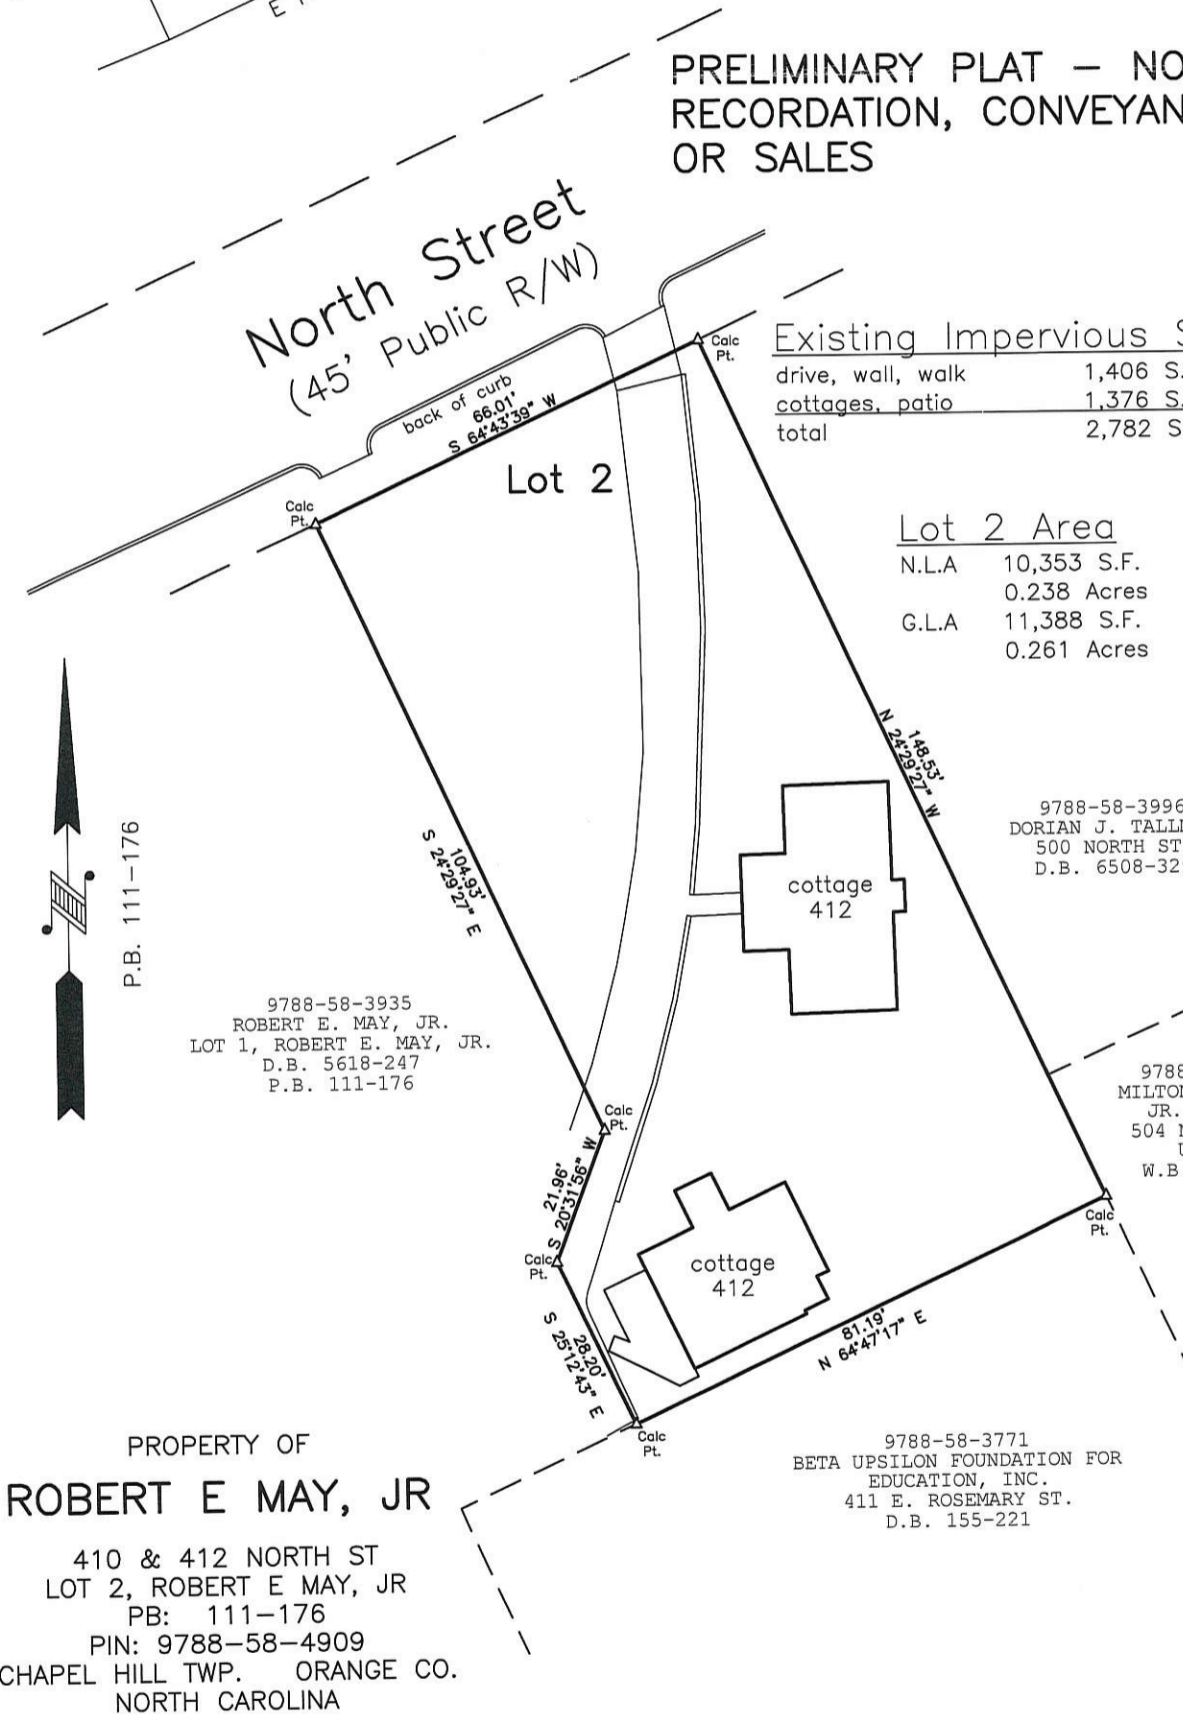 PRELIMINARY PLAT – NO
RECORDATION, CONVEYAN
OR SALES
North Street
(45' Public R/W)
back of curb
66.01'
S 64°43'39" W
Calc
Pt.
Existing Impervious S
drive, wall, walk 1,406 S.
cottages, patio 1,376 S.
total 2,782 S
Lot 2
Calc
Pt.
Lot 2 Area
N.L.A 10,353 S.F.
0.238 Acres
G.L.A 11,388 S.F.
0.261 Acres
148.53'
N 24°29'27" W
P.B. 111–176
104.93'
S 24°29'27" E
cottage
412
9788-58-3996
DORIAN J. TALL
500 NORTH ST
D.B. 6508-32
9788-58-3935
ROBERT E. MAY, JR.
LOT 1, ROBERT E. MAY, JR.
D.B. 5618-247
P.B. 111-176
9788
MILTON
JR.
504
W.B
Calc
Pt.
21.96'
S 20°31'56" W
Calc
Pt.
Calc
Pt.
cottage
412
28.20'
S 25°12'43" E
81.19'
N 64°47'17" E
Calc
Pt.
9788-58-3771
BETA UPSILON FOUNDATION FOR
EDUCATION, INC.
411 E. ROSEMARY ST.
D.B. 155-221
PROPERTY OF
ROBERT E MAY, JR
410 & 412 NORTH ST
LOT 2, ROBERT E MAY, JR
PB: 111–176
PIN: 9788–58–4909
CHAPEL HILL TWP. ORANGE CO.
NORTH CAROLINA